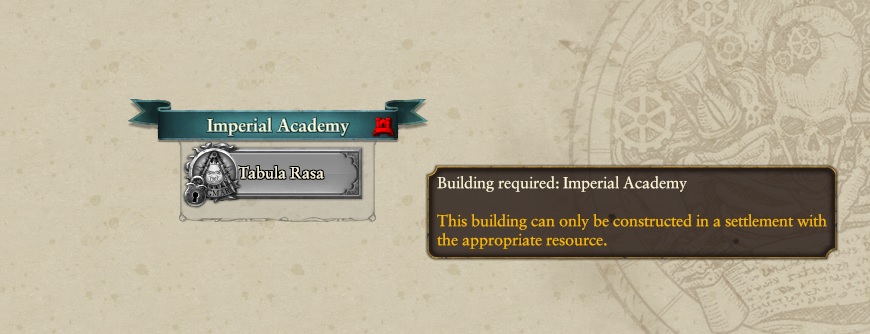 Imperial Academy
Tabula Rasa
Building required: Imperial Academy
This building can only be constructed in a settlement with
the appropriate resource.